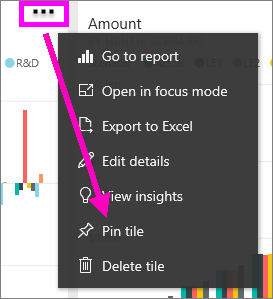 Amount
R&D
Go to report
Open in focus mode
Export to Excel
Edit details
View insights
Pin tile
Delete tile